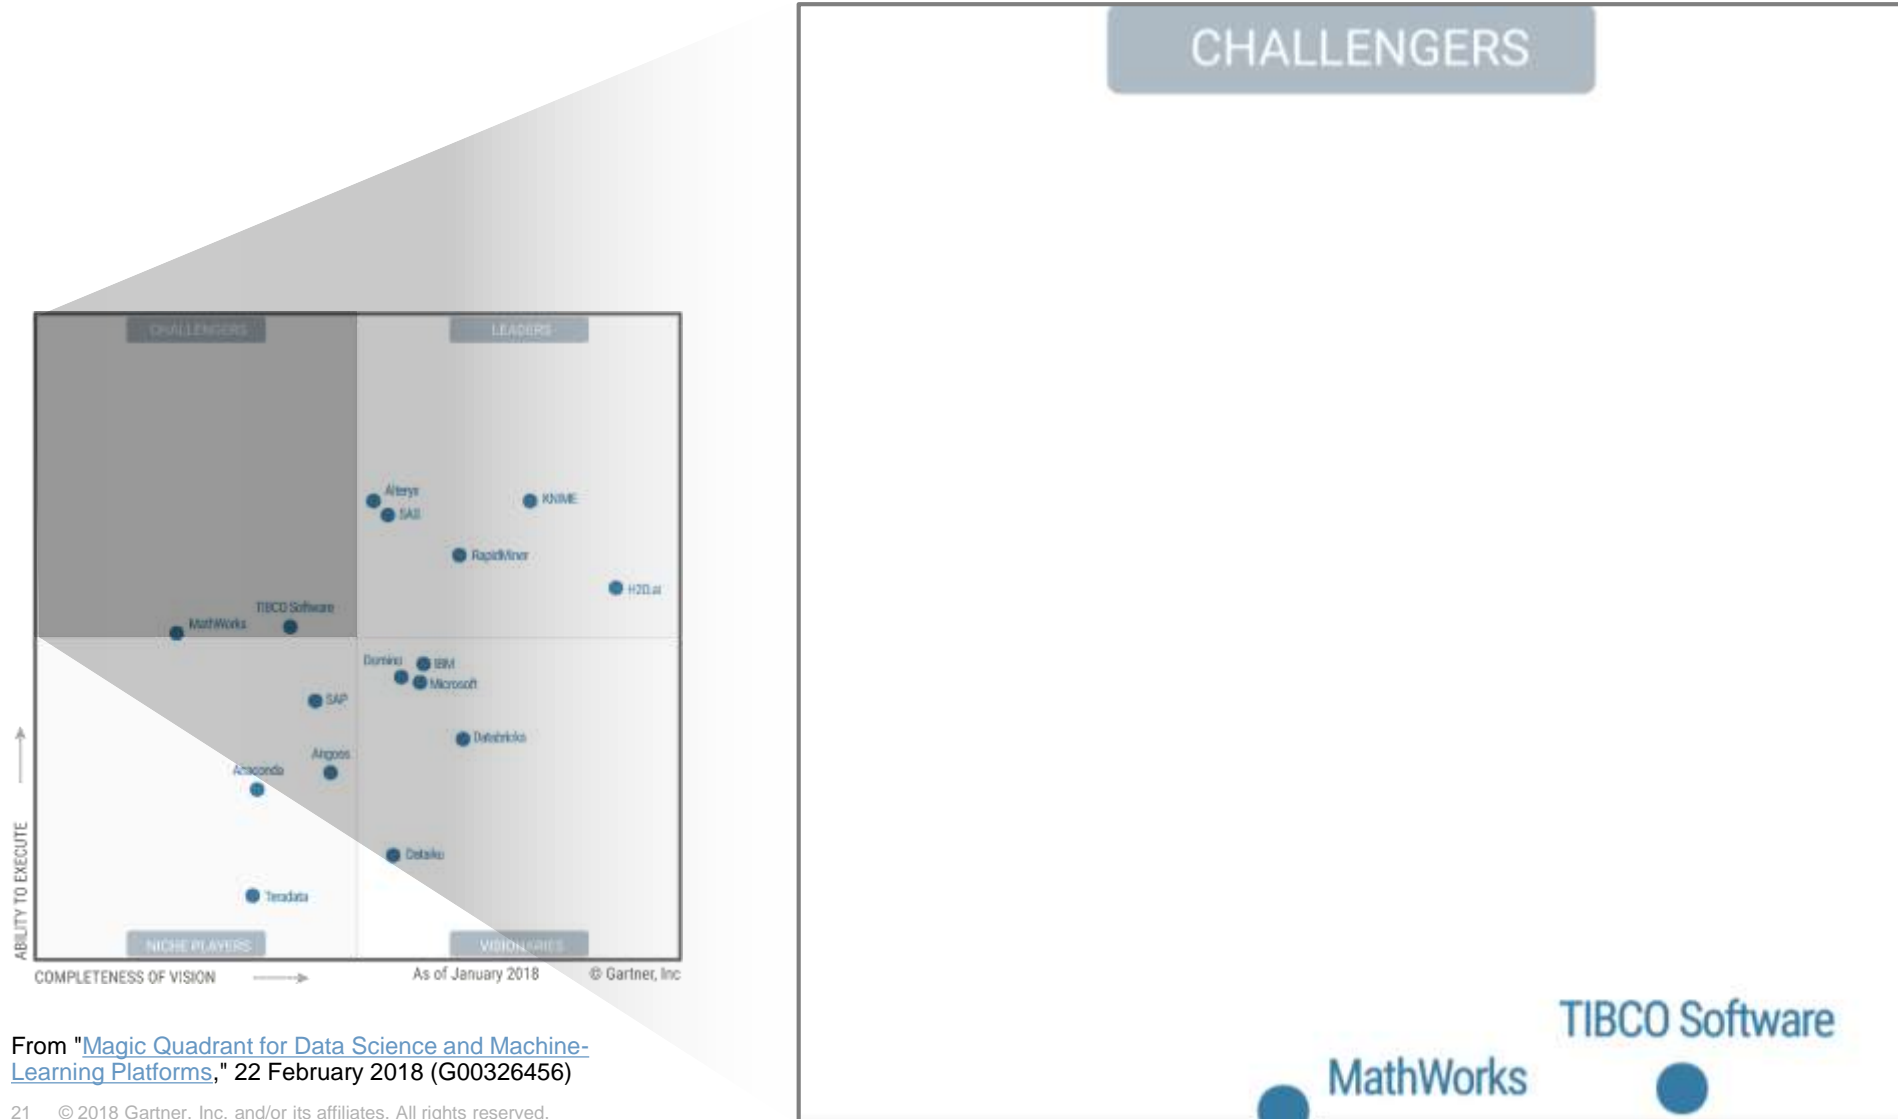 CHALLENGERS
CHALLENGERS
LEADERS
Alteryx
KNIME
SAS
RapidMiner
H2O.ai
TIBCO Software
MathWorks
Domino
IBM
Microsoft
SAP
Databricks
Angoss
Anaconda
Dataiku
Teradata
NICHE PLAYERS
VISIONARIES
ABILITY TO EXECUTE
COMPLETENESS OF VISION
As of January 2018
© Gartner, Inc
TIBCO Software
MathWorks
From "Magic Quadrant for Data Science and Machine-
Learning Platforms," 22 February 2018 (G00326456)
21 © 2018 Gartner, Inc. and/or its affiliates. All rights reserved.